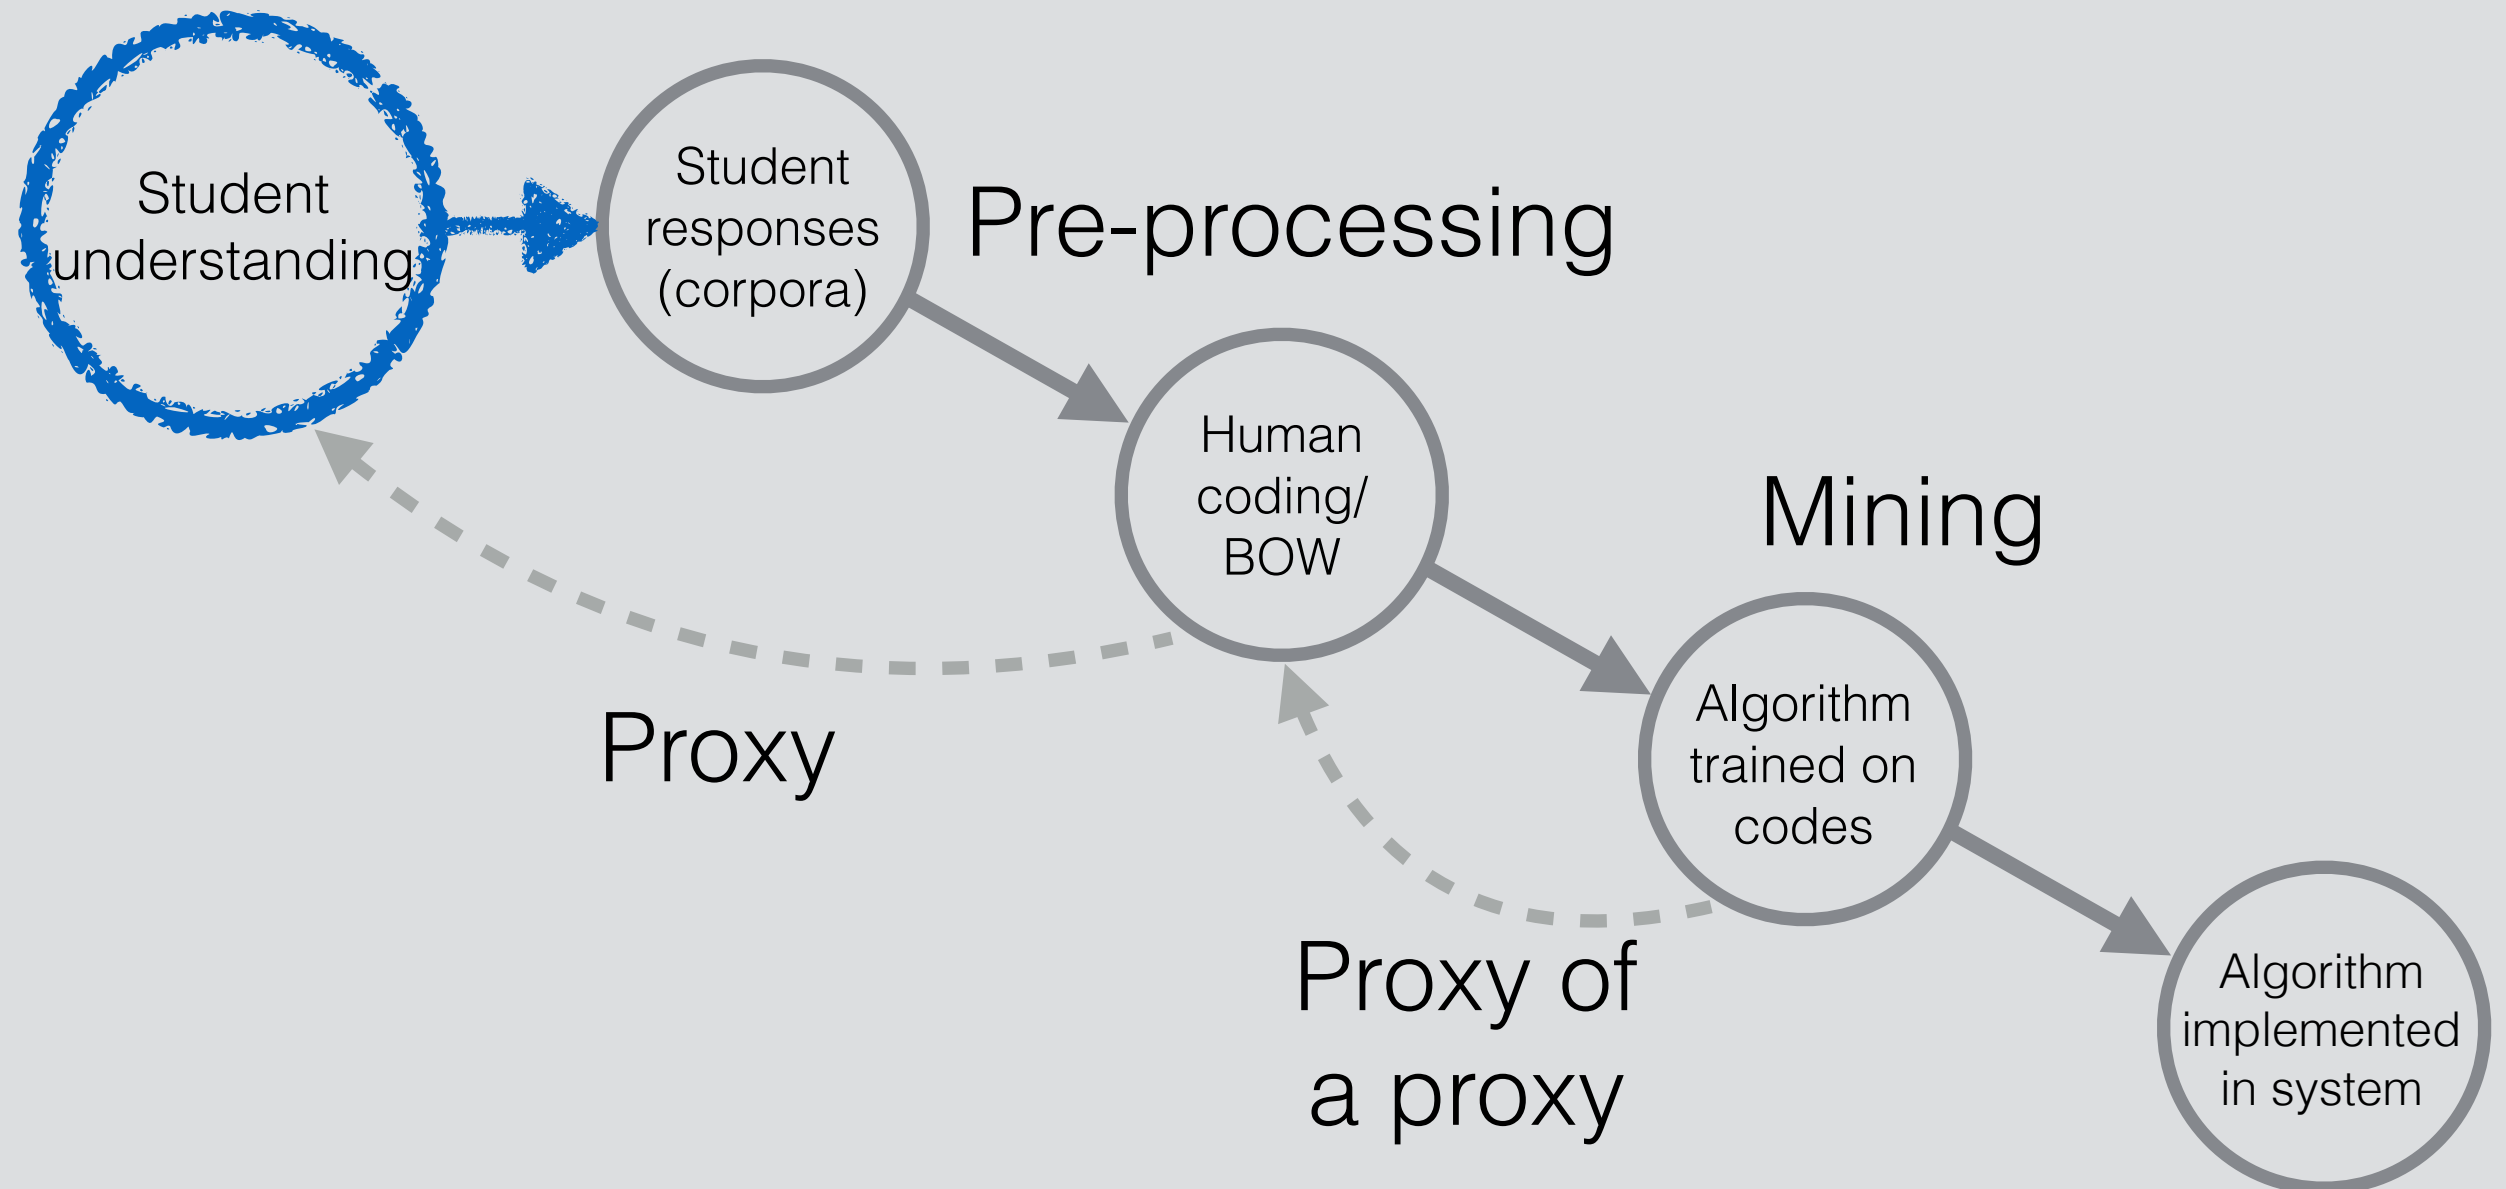 Student
understanding
Student
responses
(corpora)
Pre-processing
Human
coding/
BOW
Mining
Proxy
Algorithm
trained on
codes
Proxy of
a proxy
Algorithm
implemented
in system